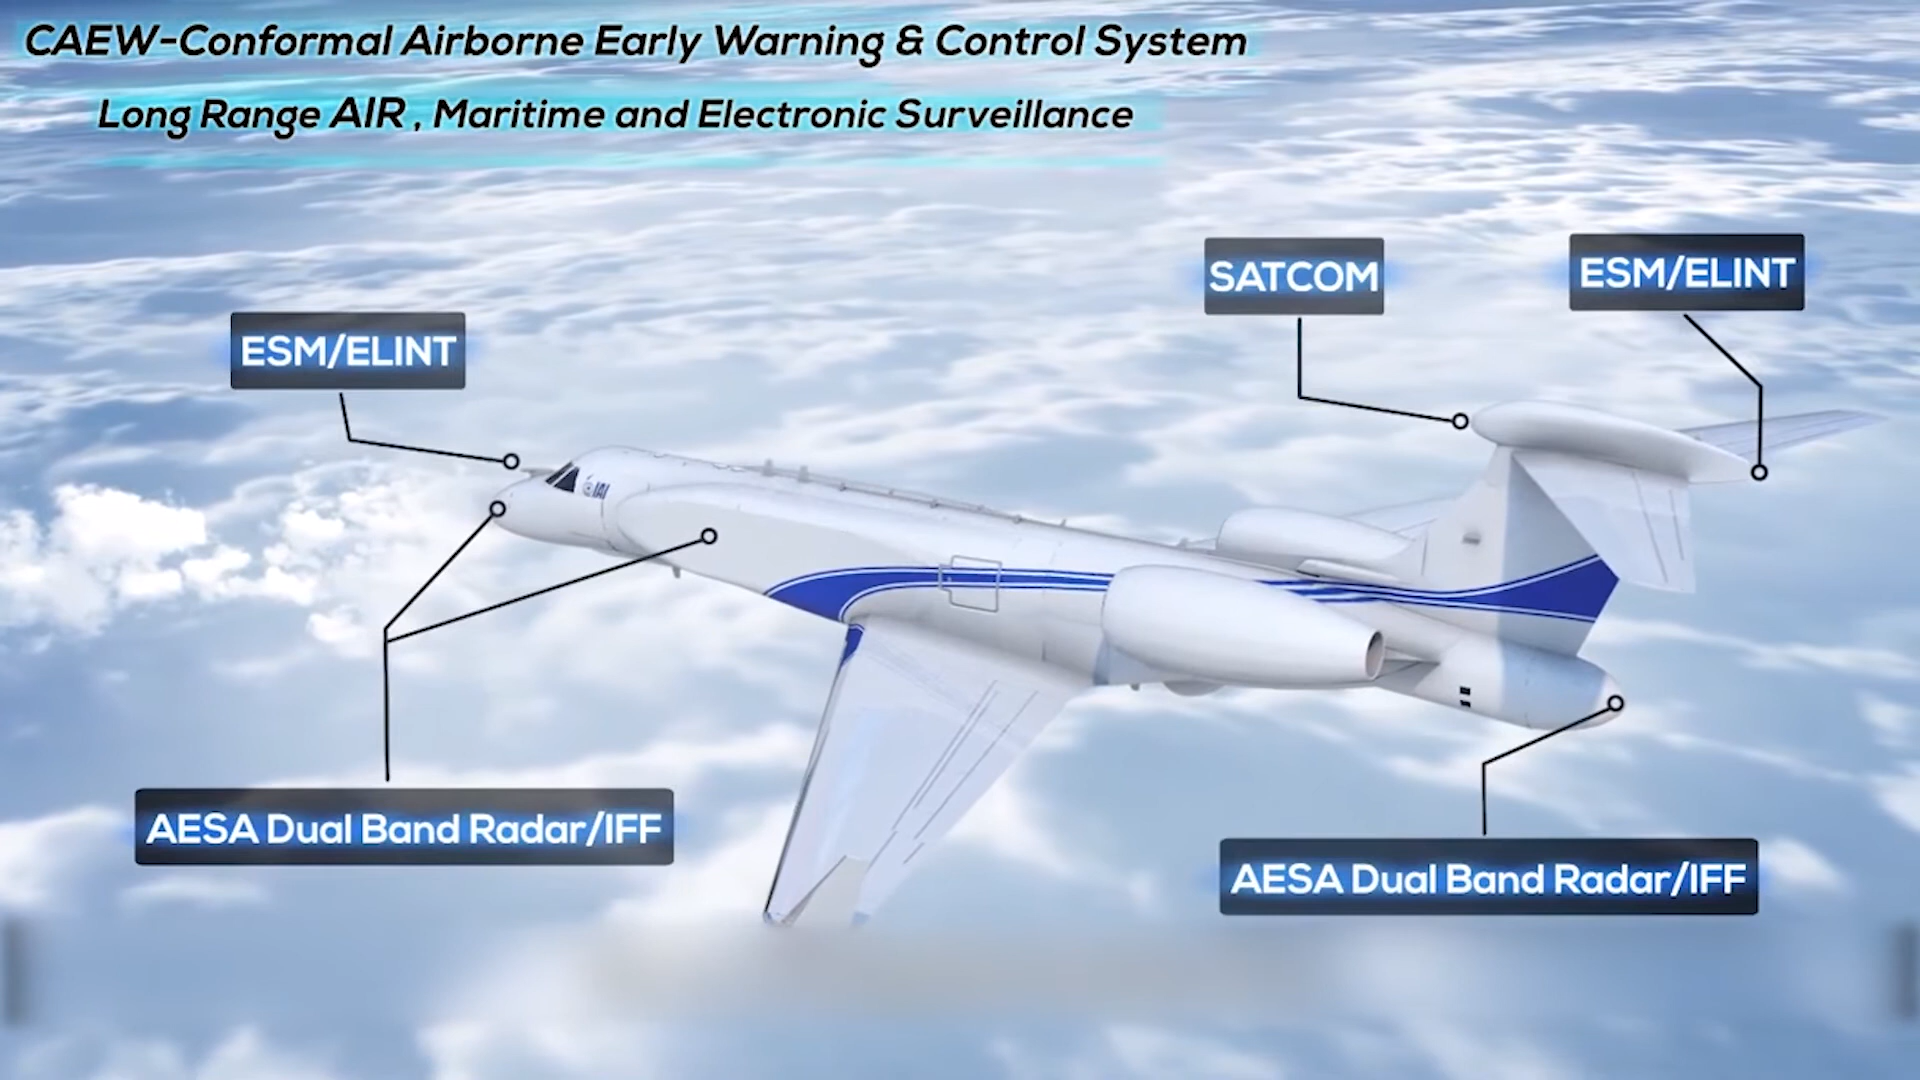 CAEW-Conformal Airborne Early Warning & Control System
Long Range AIR , Maritime and Electronic Surveillance
SATCOM
ESM/ELINT
ESM/ELINT
IAI
AESA Dual Band Radar/IFF
AESA Dual Band Radar/IFF